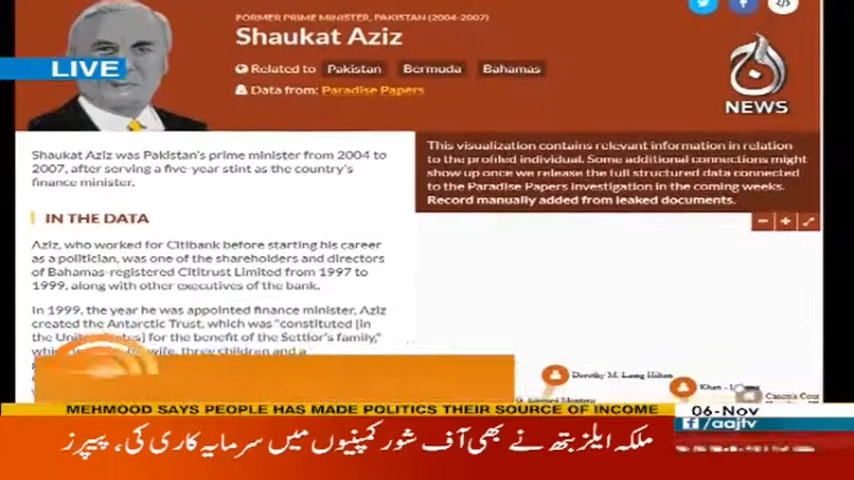 FORMER PRIME MINISTER, PAKISTAN (2004-2007)
Shaukat Aziz
LIVE
Related to Pakistan Bermuda Bahamas
Data from: Paradise Papers
NEWS
Shaukat Aziz was Pakistan's prime minister from 2004 to
2007, after serving a five-year stint as the country's
finance minister.
This visualization contains relevant information in relation
to the profiled individual. Some additional connections might
show up once we release the full structured data connected
to the Paradise Papers investigation in the coming weeks.
Record manually added from leaked documents.
IN THE DATA
Aziz, who worked for Citibank before starting his career
as a politician, was one of the shareholders and directors
of Bahamas-registered Cititrust Limited from 1997 to
1999, along with other executives of the bank.
In 1999, the year he was appointed finance minister, Aziz
created the Antarctic Trust, which was "constituted [in
the United States] for the benefit of the Settlor's family,"
wife, three children and a
MEHMOOD SAYS PEOPLE HAS MADE POLITICS THEIR SOURCE OF INCOME
06-Nov
/aajtv
ملکہ ایلزبتھ نے بھی آف شور کمپنیوں میں سرمایہ کاری کی، پیپرز